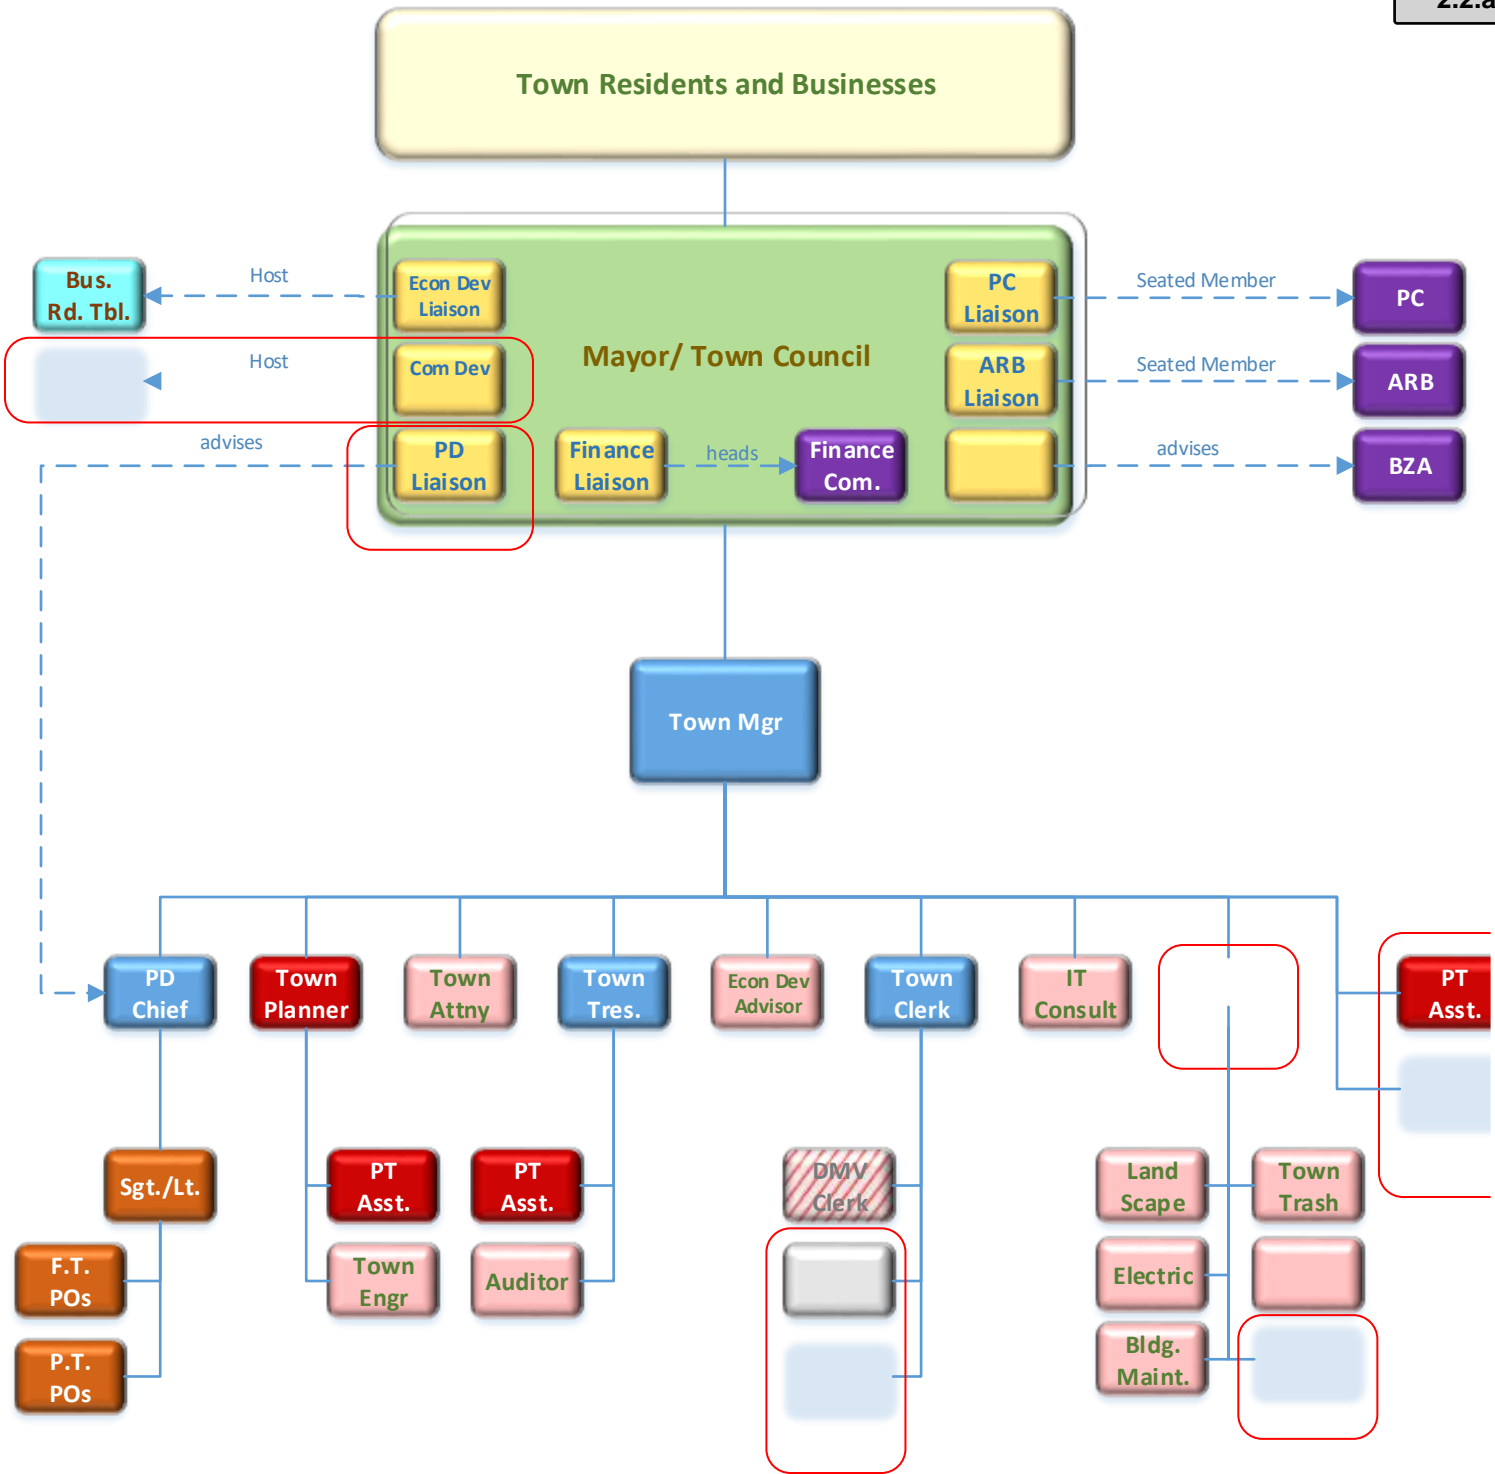 2.2.a
Town Residents and Businesses
Bus.
Rd. Tbl.
Host
Econ Dev
Liaison
PC
Liaison
Seated Member
PC
Host
Com Dev
Mayor/ Town Council
ARB
Liaison
Seated Member
ARB
advises
PD
Liaison
Finance
Liaison
heads
Finance
Com.
advises
BZA
Town Mgr
PD
Chief
Town
Planner
Town
Attny
Town
Tres.
Econ Dev
Advisor
Town
Clerk
IT
Consult
PT
Asst.
Sgt./Lt.
PT
Asst.
PT
Asst.
DMV
Clerk
Land
Scape
Town
Trash
F.T.
POs
Town
Engr
Auditor
Electric
P.T.
POs
Bldg.
Maint.